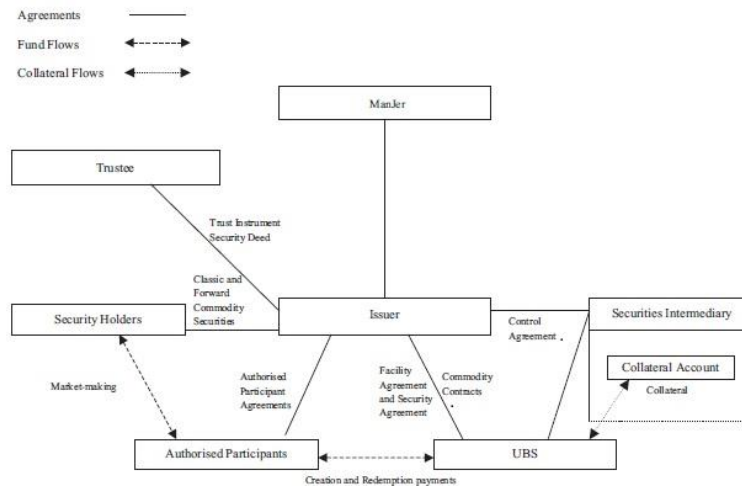 Agreements
Fund Flows
Collateral Flows
ManJer
Trustee
Trust Instrument
Security Deed
Classic and
Forward
Commodity
Securities
Security Holders
Issuer
Control
Agreement .
Securities Intermediary
Collateral Account
Collateral
Market-making
Authorised
Participant
Agreements
Facility
Agreement
and Security
Agreement
Commodity
Contracts
.
Authorised Participants
UBS
Creation and Redemption payments